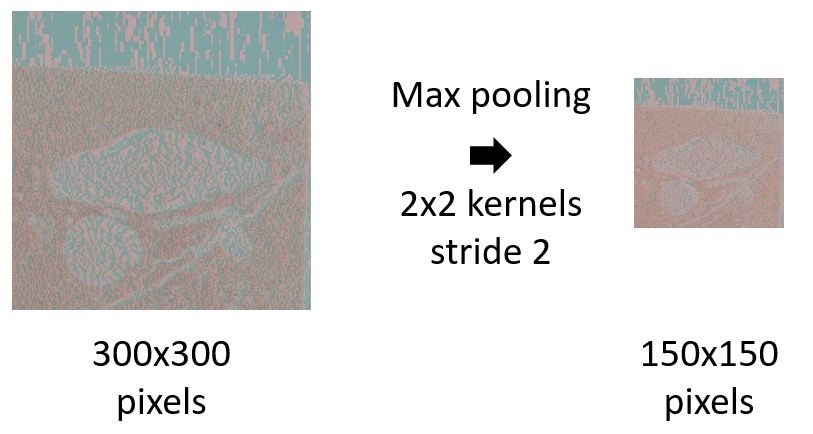 Max pooling
2x2 kernels
stride 2
300x300
pixels
150x150
pixels